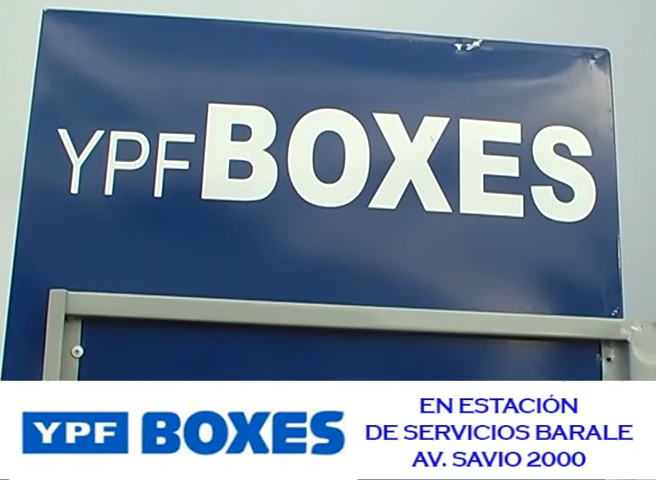 YPF BOXES
YPF BOXES
EN ESTACIÓN
DE SERVICIOS BARALE
AV. SAVIO 2000